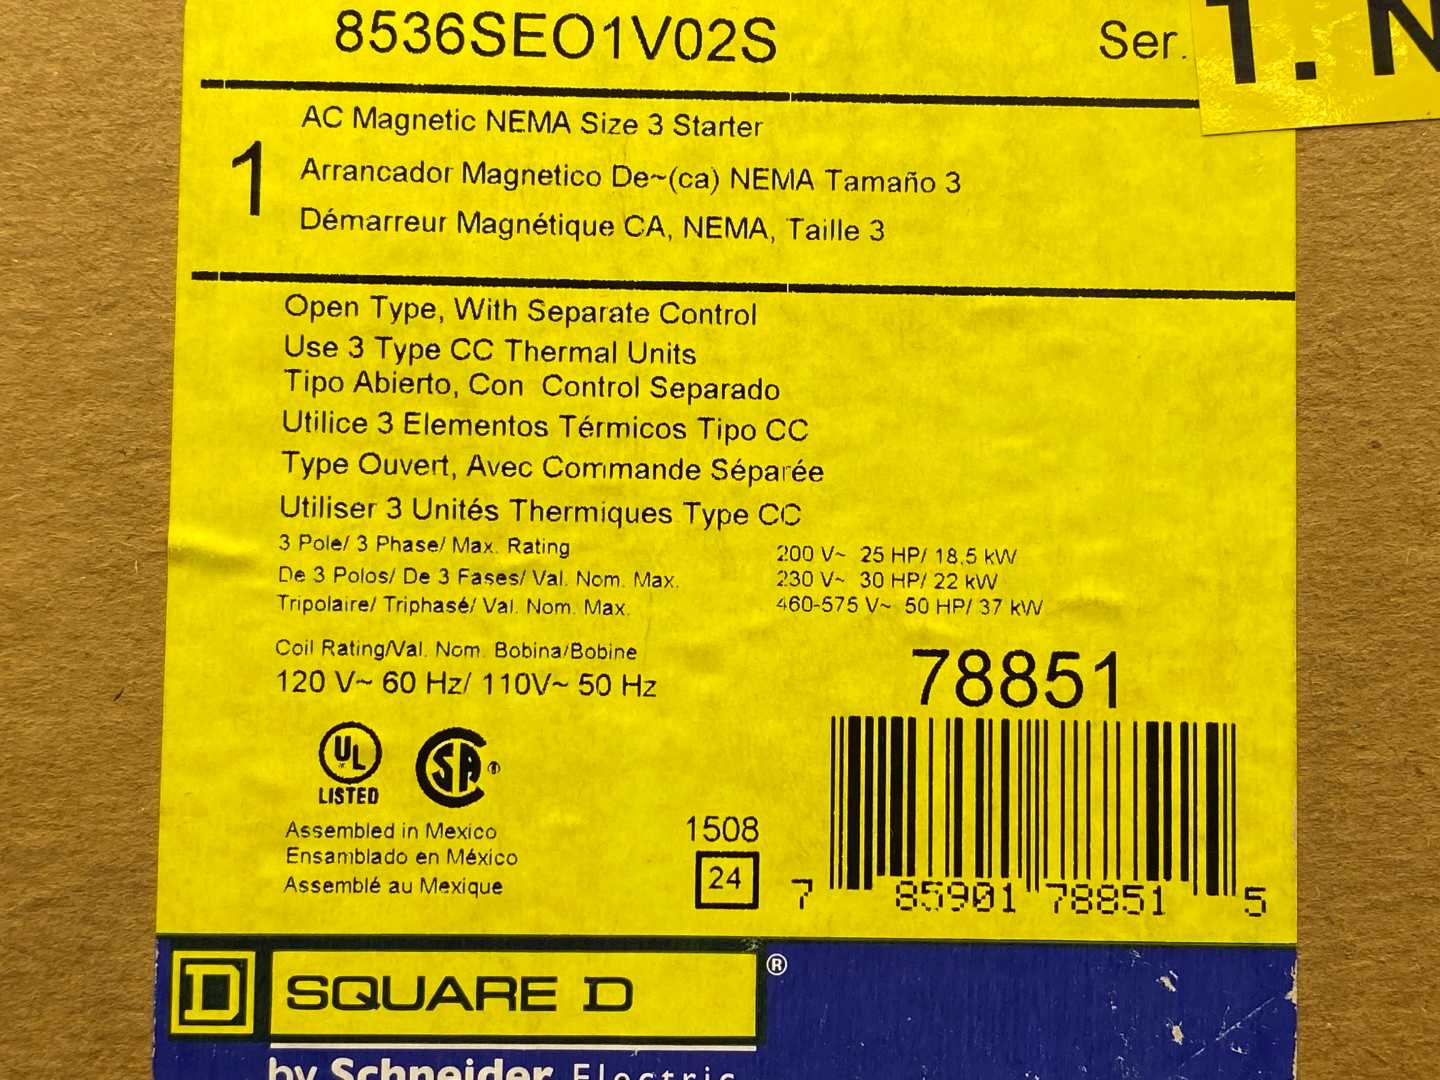 8536SEO1V02S
Ser.
T. N
1
AC Magnetic NEMA Size 3 Starter
Arrancador Magnetico De~(ca) NEMA Tamaño 3
Démarreur Magnétique CA, NEMA, Taille 3
Open Type, With Separate Control
Use 3 Type CC Thermal Units
Tipo Abierto, Con Control Separado
Utilice 3 Elementos Térmicos Tipo CC
Type Ouvert, Avec Commande Séparée
Utiliser 3 Unités Thermiques Type CC
3 Pole/ 3 Phase/ Max. Rating
De 3 Polos/ De 3 Fases/ Val. Nom. Max.
Tripolaire/ Triphasé/ Val. Nom. Max.
200 V~ 25 HP/ 18.5 kW
230 V~ 30 HP/ 22 kW
460-575 V~ 50 HP/ 37 kW
Coil Rating/Val. Nom. Bobina/Bobine
120 V~ 60 Hz/ 110V~ 50 Hz
78851
UL
LISTED
SA ®
Assembled in Mexico
Ensamblado en México
Assemblé au Mexique
1508
24
7 85901 78851 5
D SQUARE D ®
by Schneider Electric